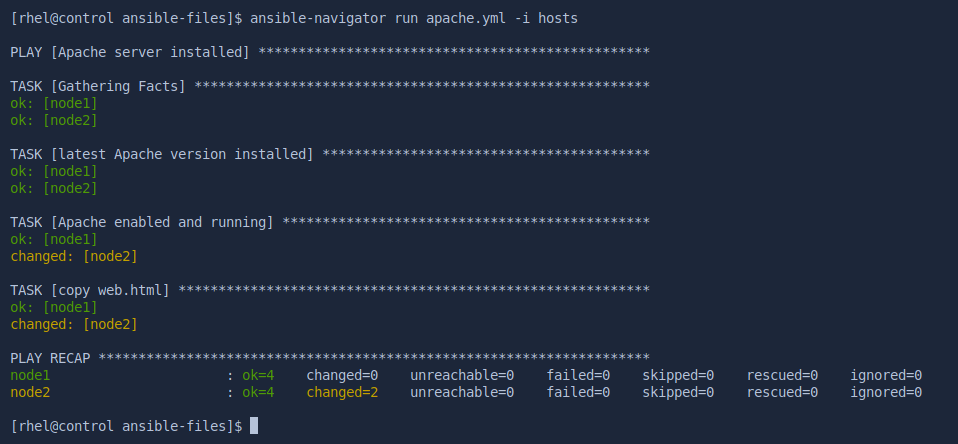 [rhel@control ansible-files]$ ansible-navigator run apache.yml -i hosts
PLAY [Apache server installed] *************************************************
TASK [Gathering Facts] *********************************************************
ok: [node1]
ok: [node2]
TASK [latest Apache version installed] *****************************************
ok: [node1]
ok: [node2]
TASK [Apache enabled and running] **********************************************
ok: [node1]
changed: [node2]
TASK [copy web.html] ***********************************************************
ok: [node1]
changed: [node2]
PLAY RECAP *********************************************************************
node1                      : ok=4    changed=0    unreachable=0    failed=0    skipped=0    rescued=0    ignored=0
node2                      : ok=4    changed=2    unreachable=0    failed=0    skipped=0    rescued=0    ignored=0
[rhel@control ansible-files]$